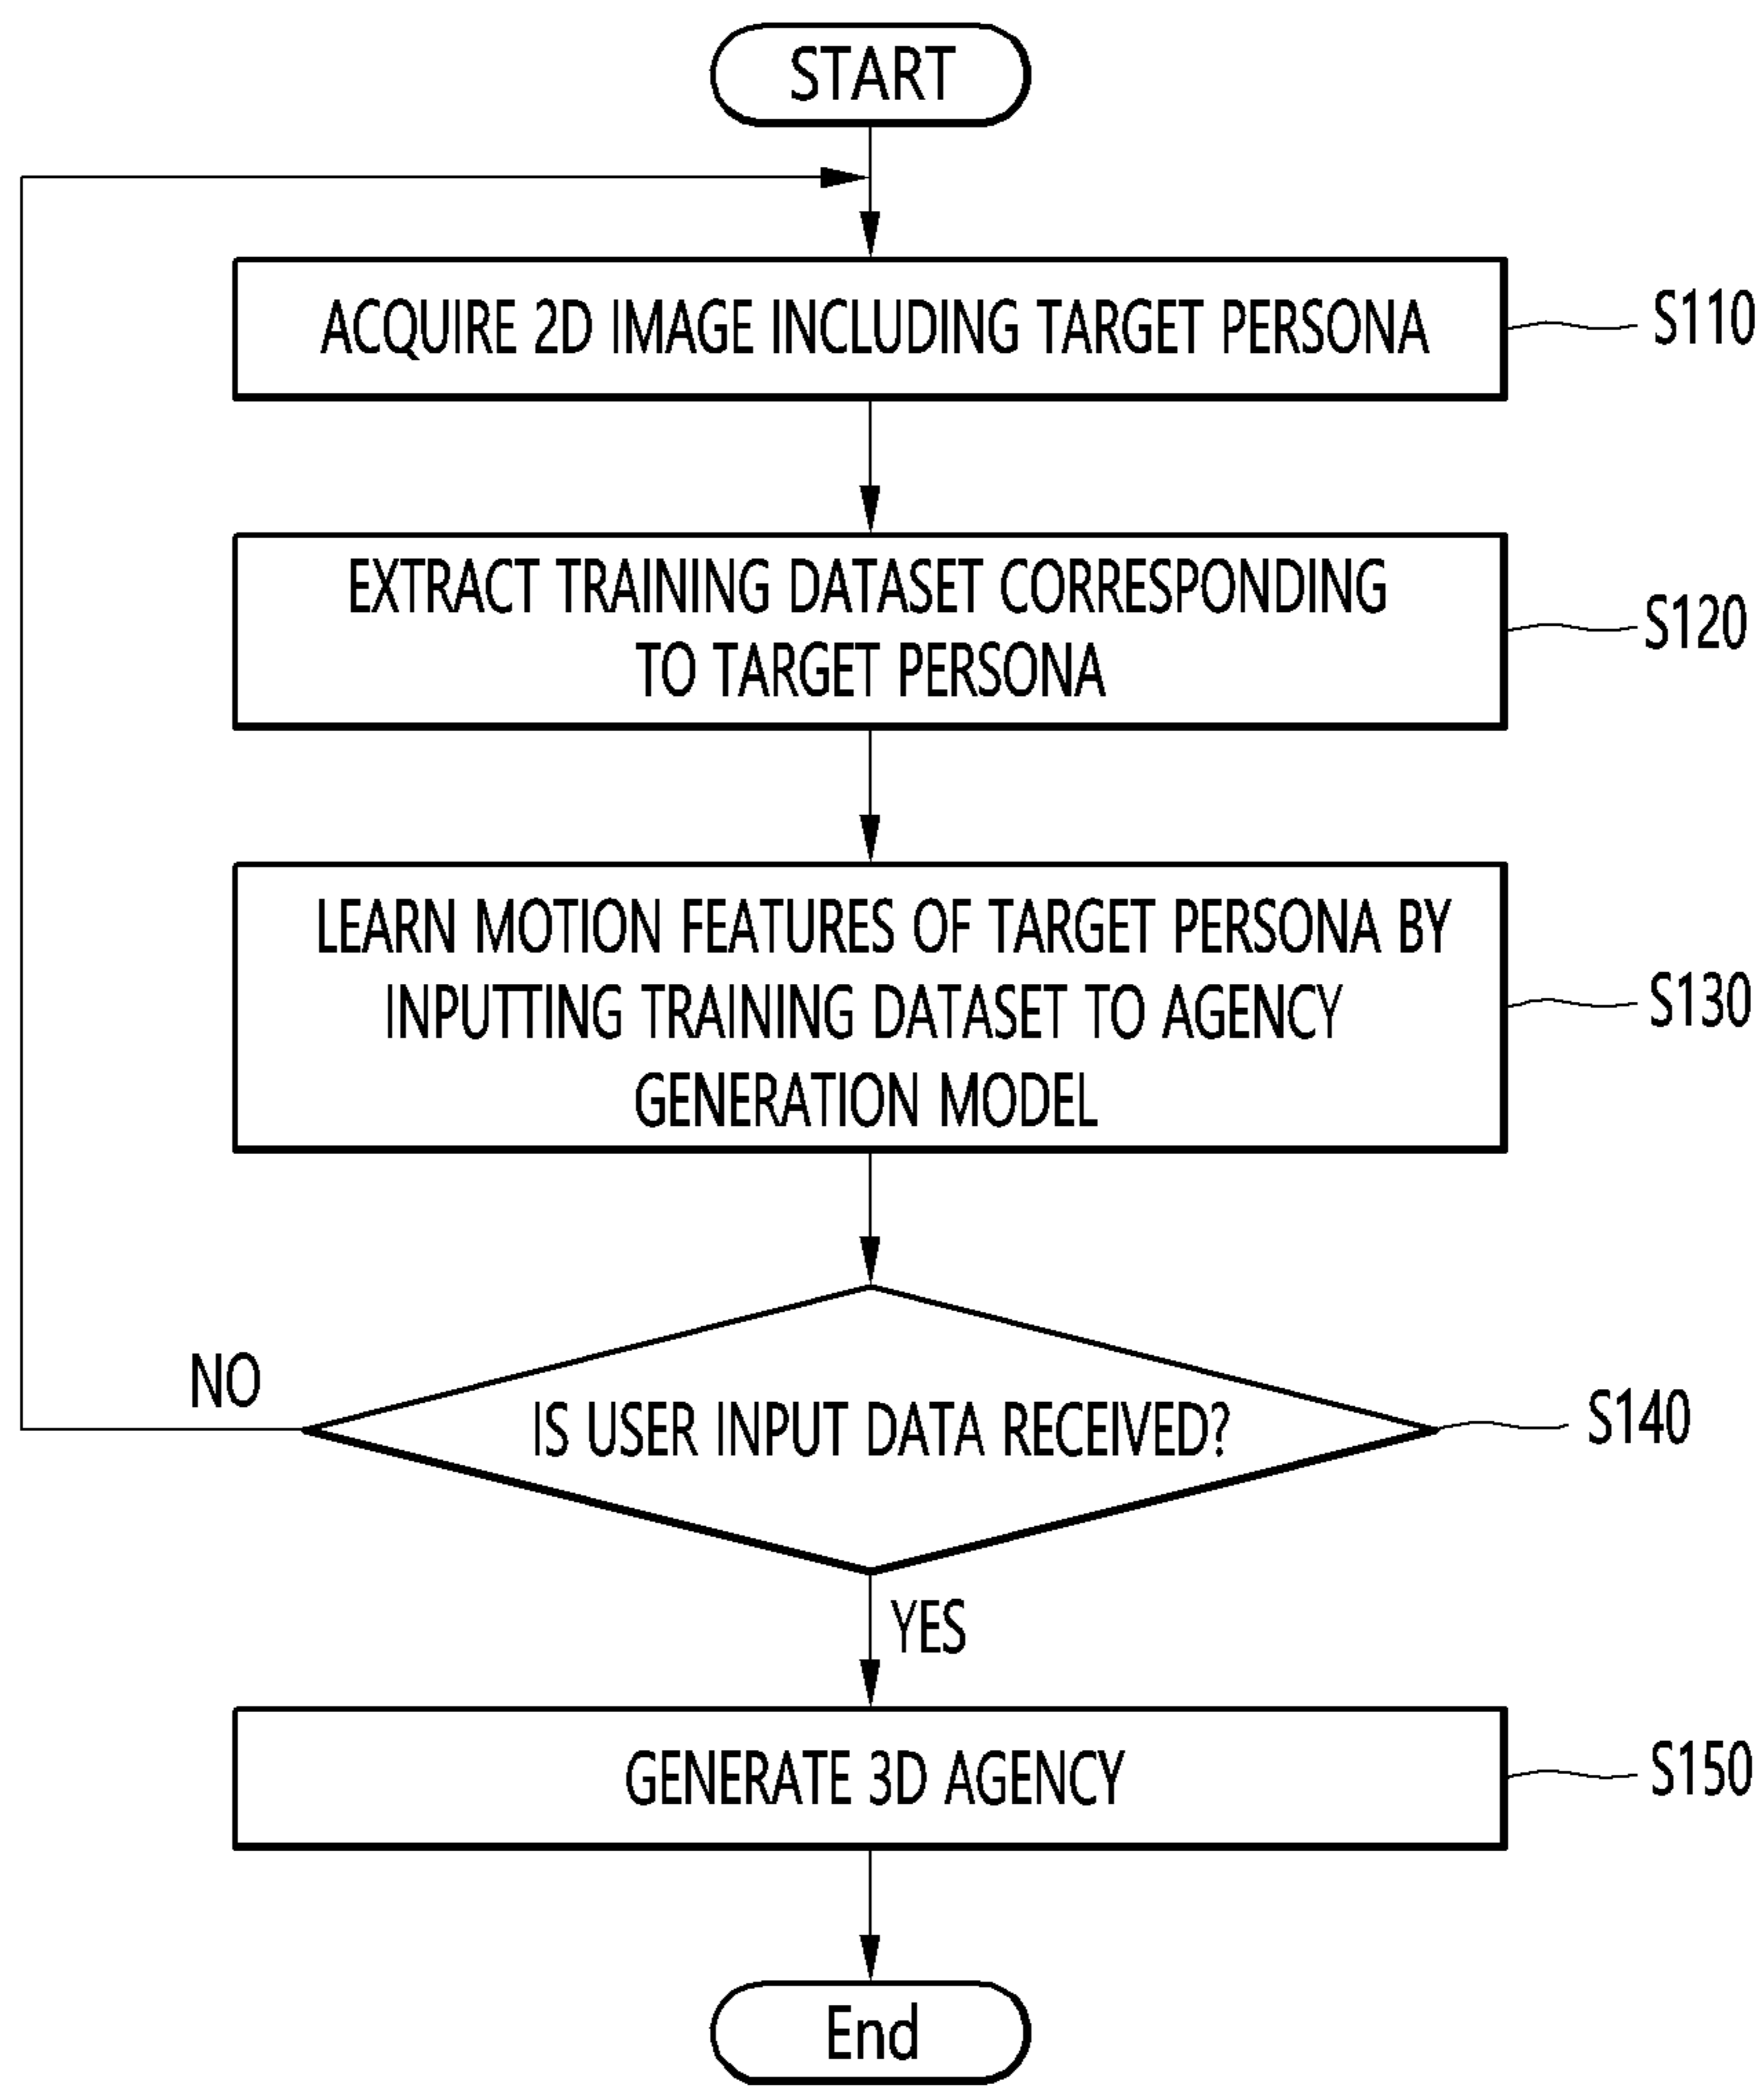 START
ACQUIRE 2D IMAGE INCLUDING TARGET PERSONA
S110
EXTRACT TRAINING DATASET CORRESPONDING
TO TARGET PERSONA
S120
LEARN MOTION FEATURES OF TARGET PERSONA BY
INPUTTING TRAINING DATASET TO AGENCY
GENERATION MODEL
S130
NO
IS USER INPUT DATA RECEIVED?
S140
YES
GENERATE 3D AGENCY
S150
End